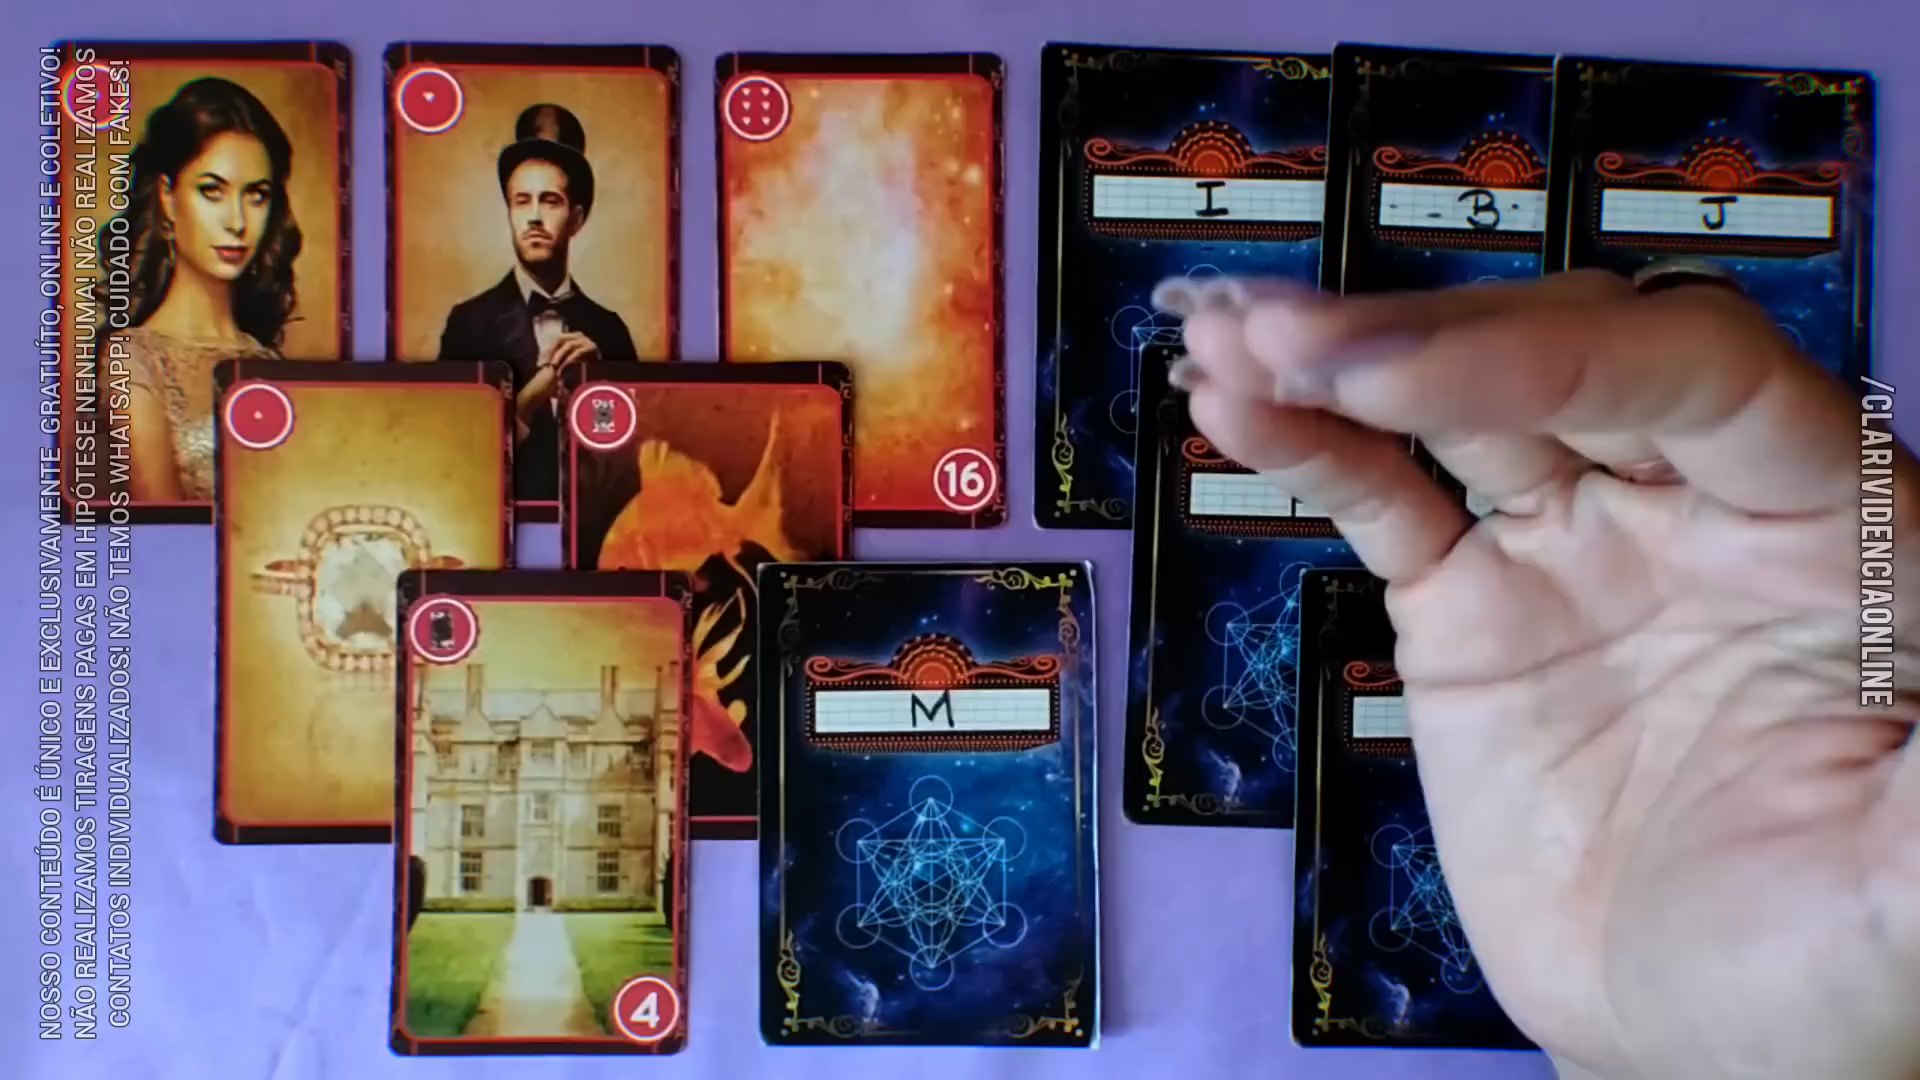 NOSSO CONTEÚDO É ÚNICO E EXCLUSIVAMENTE GRATUÍTO, ONLINE E COLETIVO!
NÃO REALIZAMOS TIRAGENS PAGAS EM HIPÓTESE NENHUMA! NÃO REALIZAMOS
CONTATOS INDIVIDUALIZADOS! NÃO TEMOS WHATSAPP! CUIDADO COM FAKES!
I
B
J
16
M
4
/CLARIVIDENCIAONLINE